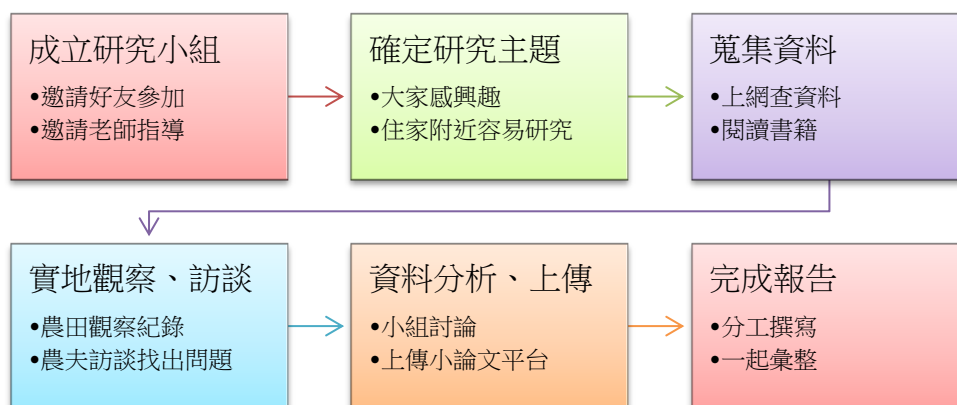 成立研究小組
•邀請好友參加
•邀請老師指導
確定研究主題
•大家感興趣
•住家附近容易研究
蒐集資料
•上網查資料
•閱讀書籍
實地觀察、訪談
•農田觀察紀錄
•農夫訪談找出問題
資料分析、上傳
•小組討論
•上傳小論文平台
完成報告
•分工撰寫
•一起彙整